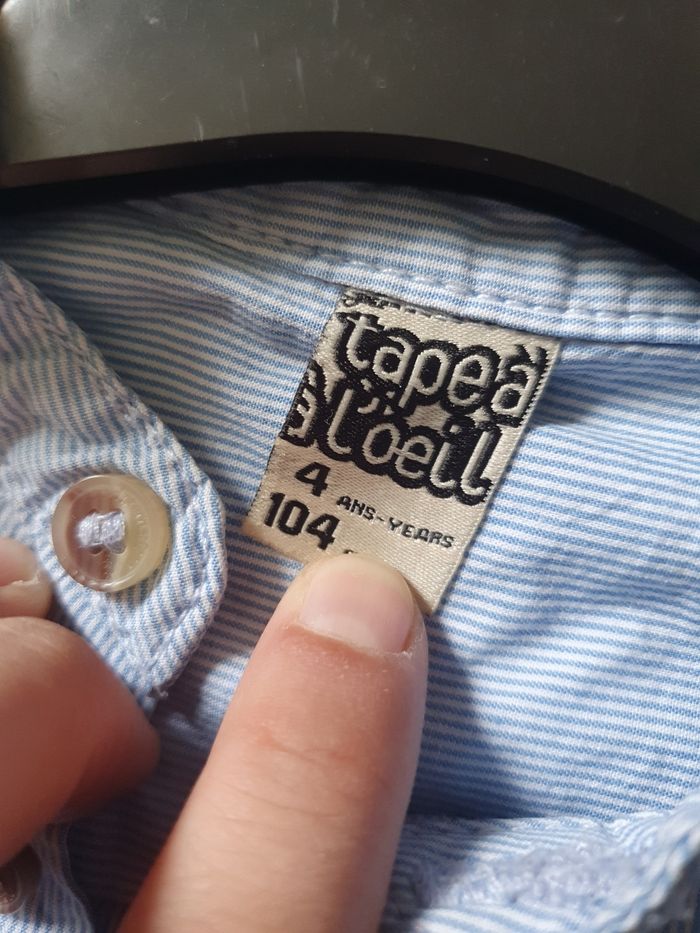 tape à
à l'oeil
4 ANS-YEARS
104